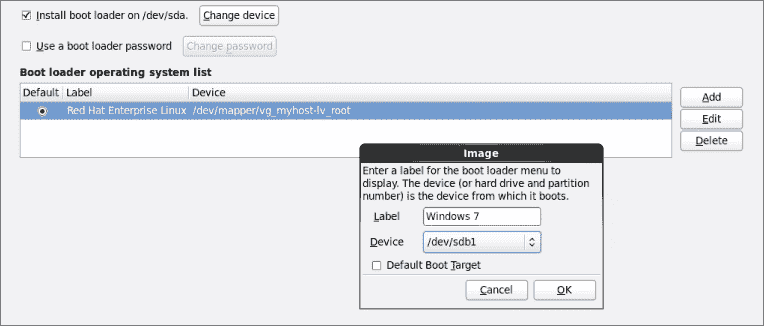 Install boot loader on /dev/sda. Change device
Use a boot loader password Change password
Boot loader operating system list
Default Label Device
Red Hat Enterprise Linux /dev/mapper/vg_myhost-lv_root
Add
Edit
Delete
Image
Enter a label for the boot loader menu to
display. The device (or hard drive and partition
number) is the device from which it boots.
Label Windows 7
Device /dev/sdb1
Default Boot Target
Cancel OK